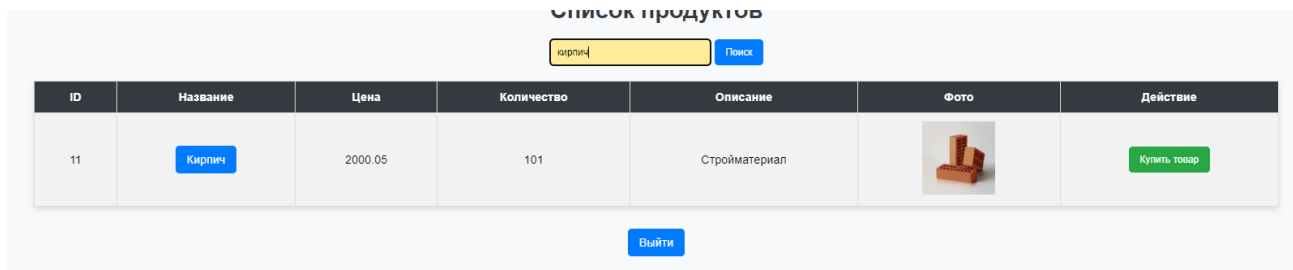 Список продуктов
кирпич Поиск
ID Название Цена Количество Описание Фото Действие
11 Кирпич 2000.05 101 Стройматериал Купить товар
Выйти